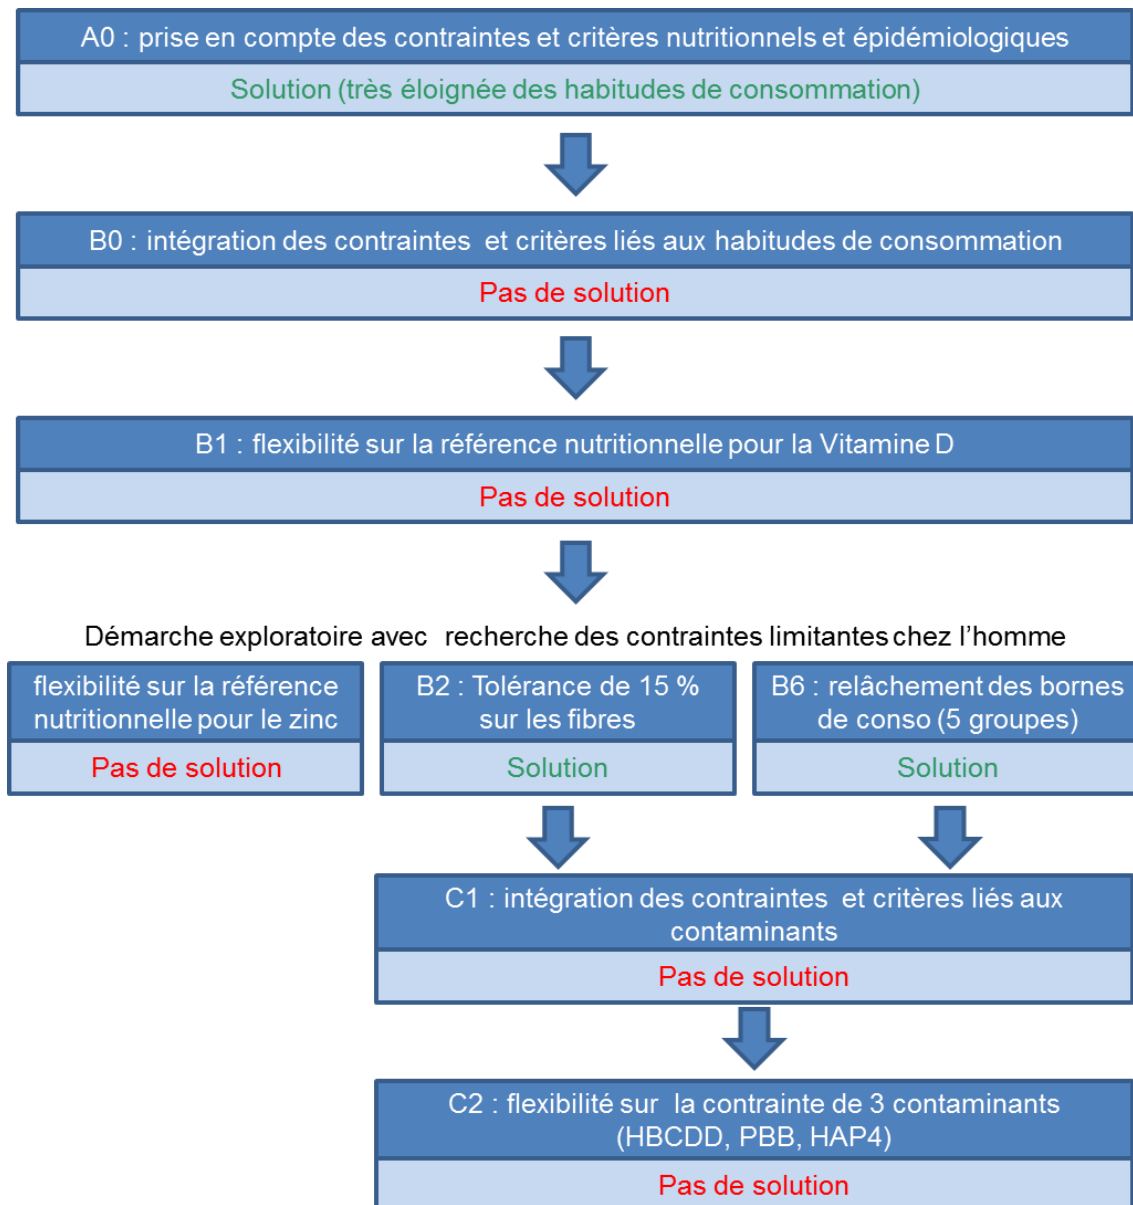 A0 : prise en compte des contraintes et critères nutritionnels et épidémiologiques
Solution (très éloignée des habitudes de consommation)
B0 : intégration des contraintes et critères liés aux habitudes de consommation
Pas de solution
B1 : flexibilité sur la référence nutritionnelle pour la Vitamine D
Pas de solution
Démarche exploratoire avec recherche des contraintes limitantes chez l'homme
flexibilité sur la référence
nutritionnelle pour le zinc
Pas de solution
B2 : Tolérance de 15 %
sur les fibres
Solution
B6 : relâchement des bornes
de conso (5 groupes)
Solution
C1 : intégration des contraintes et critères liés aux
contaminants
Pas de solution
C2 : flexibilité sur la contrainte de 3 contaminants
(HBCDD, PBB, HAP4)
Pas de solution